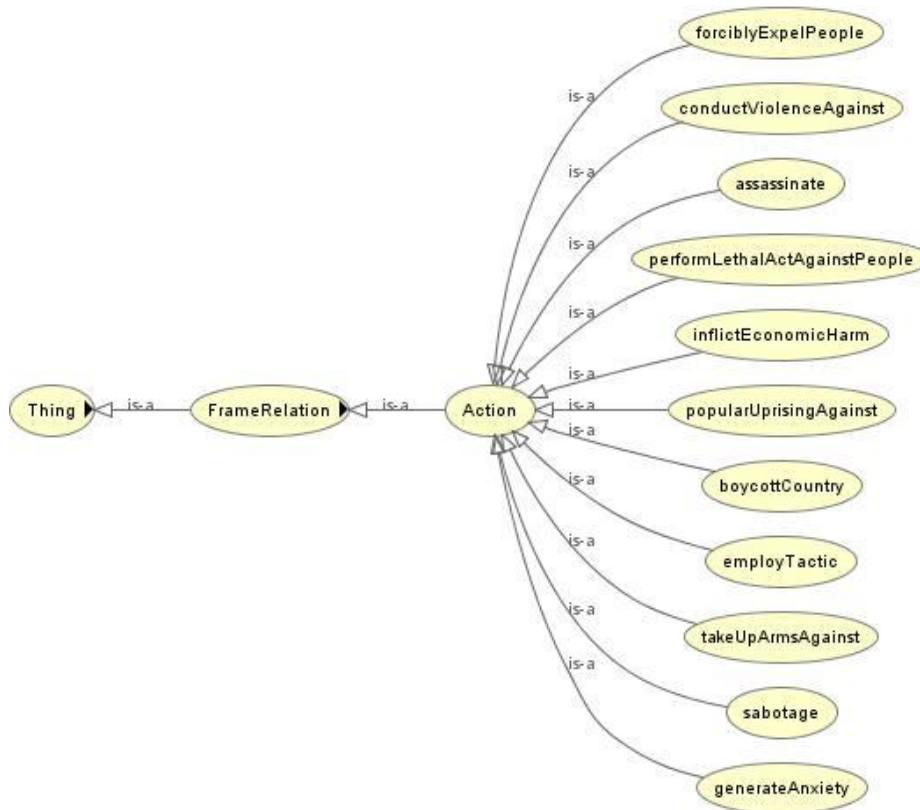 forciblyExpelPeople
is-a
conductViolenceAgainst
is-a
assassinate
is-a
performLethalActAgainstPeople
is-a
inflictEconomicHarm
is-a
Thing
is-a
FrameRelation
is-a
Action
is-a
popularUprisingAgainst
is-a
boycottCountry
is-a
employTactic
is-a
takeUpArmsAgainst
is-a
sabotage
is-a
generateAnxiety